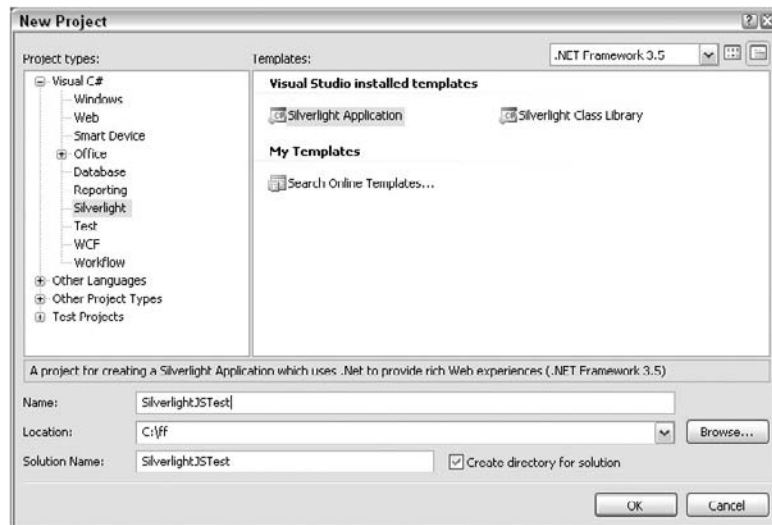 New Project
Project types:
Templates:
.NET Framework 3.5
Visual C#
Windows
Web
Smart Device
Office
Database
Reporting
Silverlight
Test
WCF
Workflow
Other Languages
Other Project Types
Test Projects
Visual Studio installed templates
Silverlight Application
Silverlight Class Library
My Templates
Search Online Templates...
A project for creating a Silverlight Application which uses .Net to provide rich Web experiences (.NET Framework 3.5)
Name:
SilverlightJSTest
Location:
C:\ff
Browse...
Solution Name:
SilverlightJSTest
Create directory for solution
OK
Cancel